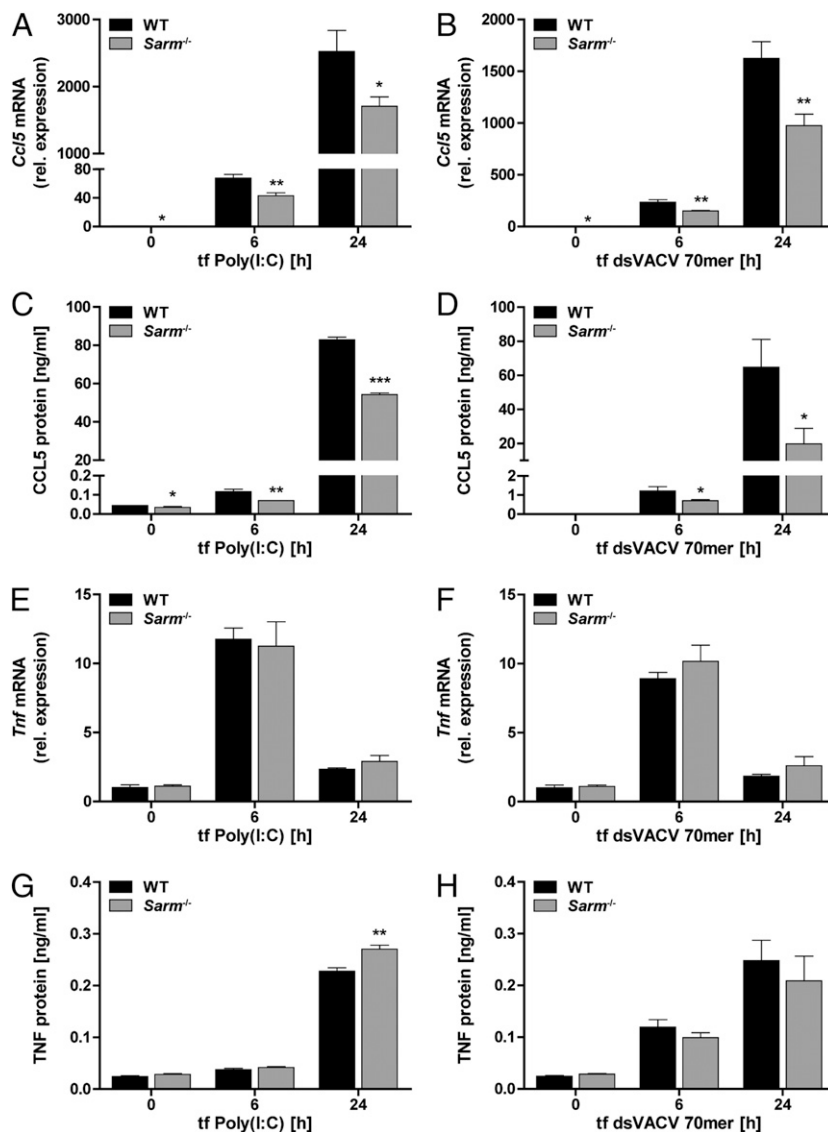 A
WT
Sarm-/-
Ccl5 mRNA
(rel. expression)
3000
2000
1000
80
40
0
*
**
*
0 6 24
tf Poly(I:C) [h]
B
WT
Sarm-/-
Ccl5 mRNA
(rel. expression)
2000
1500
1000
500
0
*
**
**
0 6 24
tf dsVACV 70mer [h]
C
WT
Sarm-/-
CCL5 protein [ng/ml]
100
80
60
40
0.2
0.1
0.0
*
**
***
0 6 24
tf Poly(I:C) [h]
D
WT
Sarm-/-
CCL5 protein [ng/ml]
100
80
60
40
20
2
1
0
*
*
0 6 24
tf dsVACV 70mer [h]
E
WT
Sarm-/-
Tnf mRNA
(rel. expression)
15
10
5
0
0 6 24
tf Poly(I:C) [h]
F
WT
Sarm-/-
Tnf mRNA
(rel. expression)
15
10
5
0
0 6 24
tf dsVACV 70mer [h]
G
WT
Sarm-/-
TNF protein [ng/ml]
0.4
0.3
0.2
0.1
0.0
**
0 6 24
tf Poly(I:C) [h]
H
WT
Sarm-/-
TNF protein [ng/ml]
0.4
0.3
0.2
0.1
0.0
0 6 24
tf dsVACV 70mer [h]